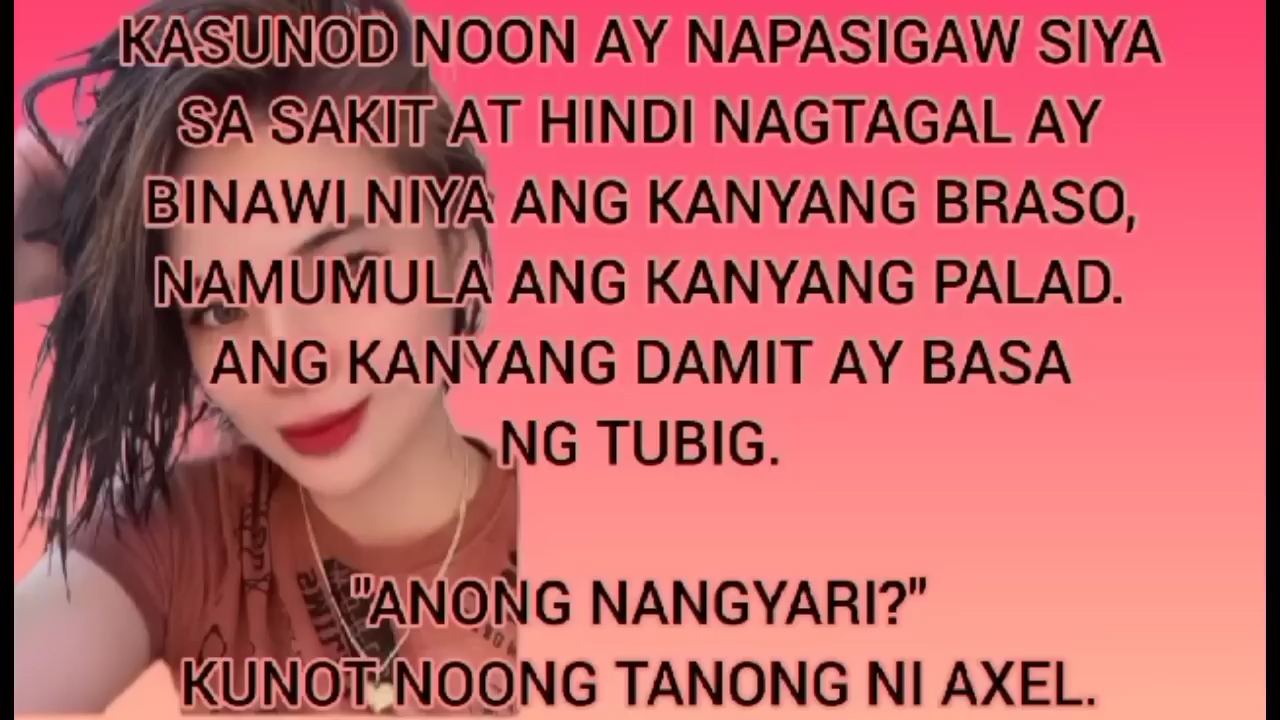 KASUNOD NOON AY NAPASIGAW SIYA
SA SAKIT AT HINDI NAGTAGAL AY
BINAWI NIYA ANG KANYANG BRASO,
NAMUMULA ANG KANYANG PALAD.
ANG KANYANG DAMIT AY BASA
NG TUBIG.
"ANONG NANGYARI?"
KUNOT NOONG TANONG NI AXEL.